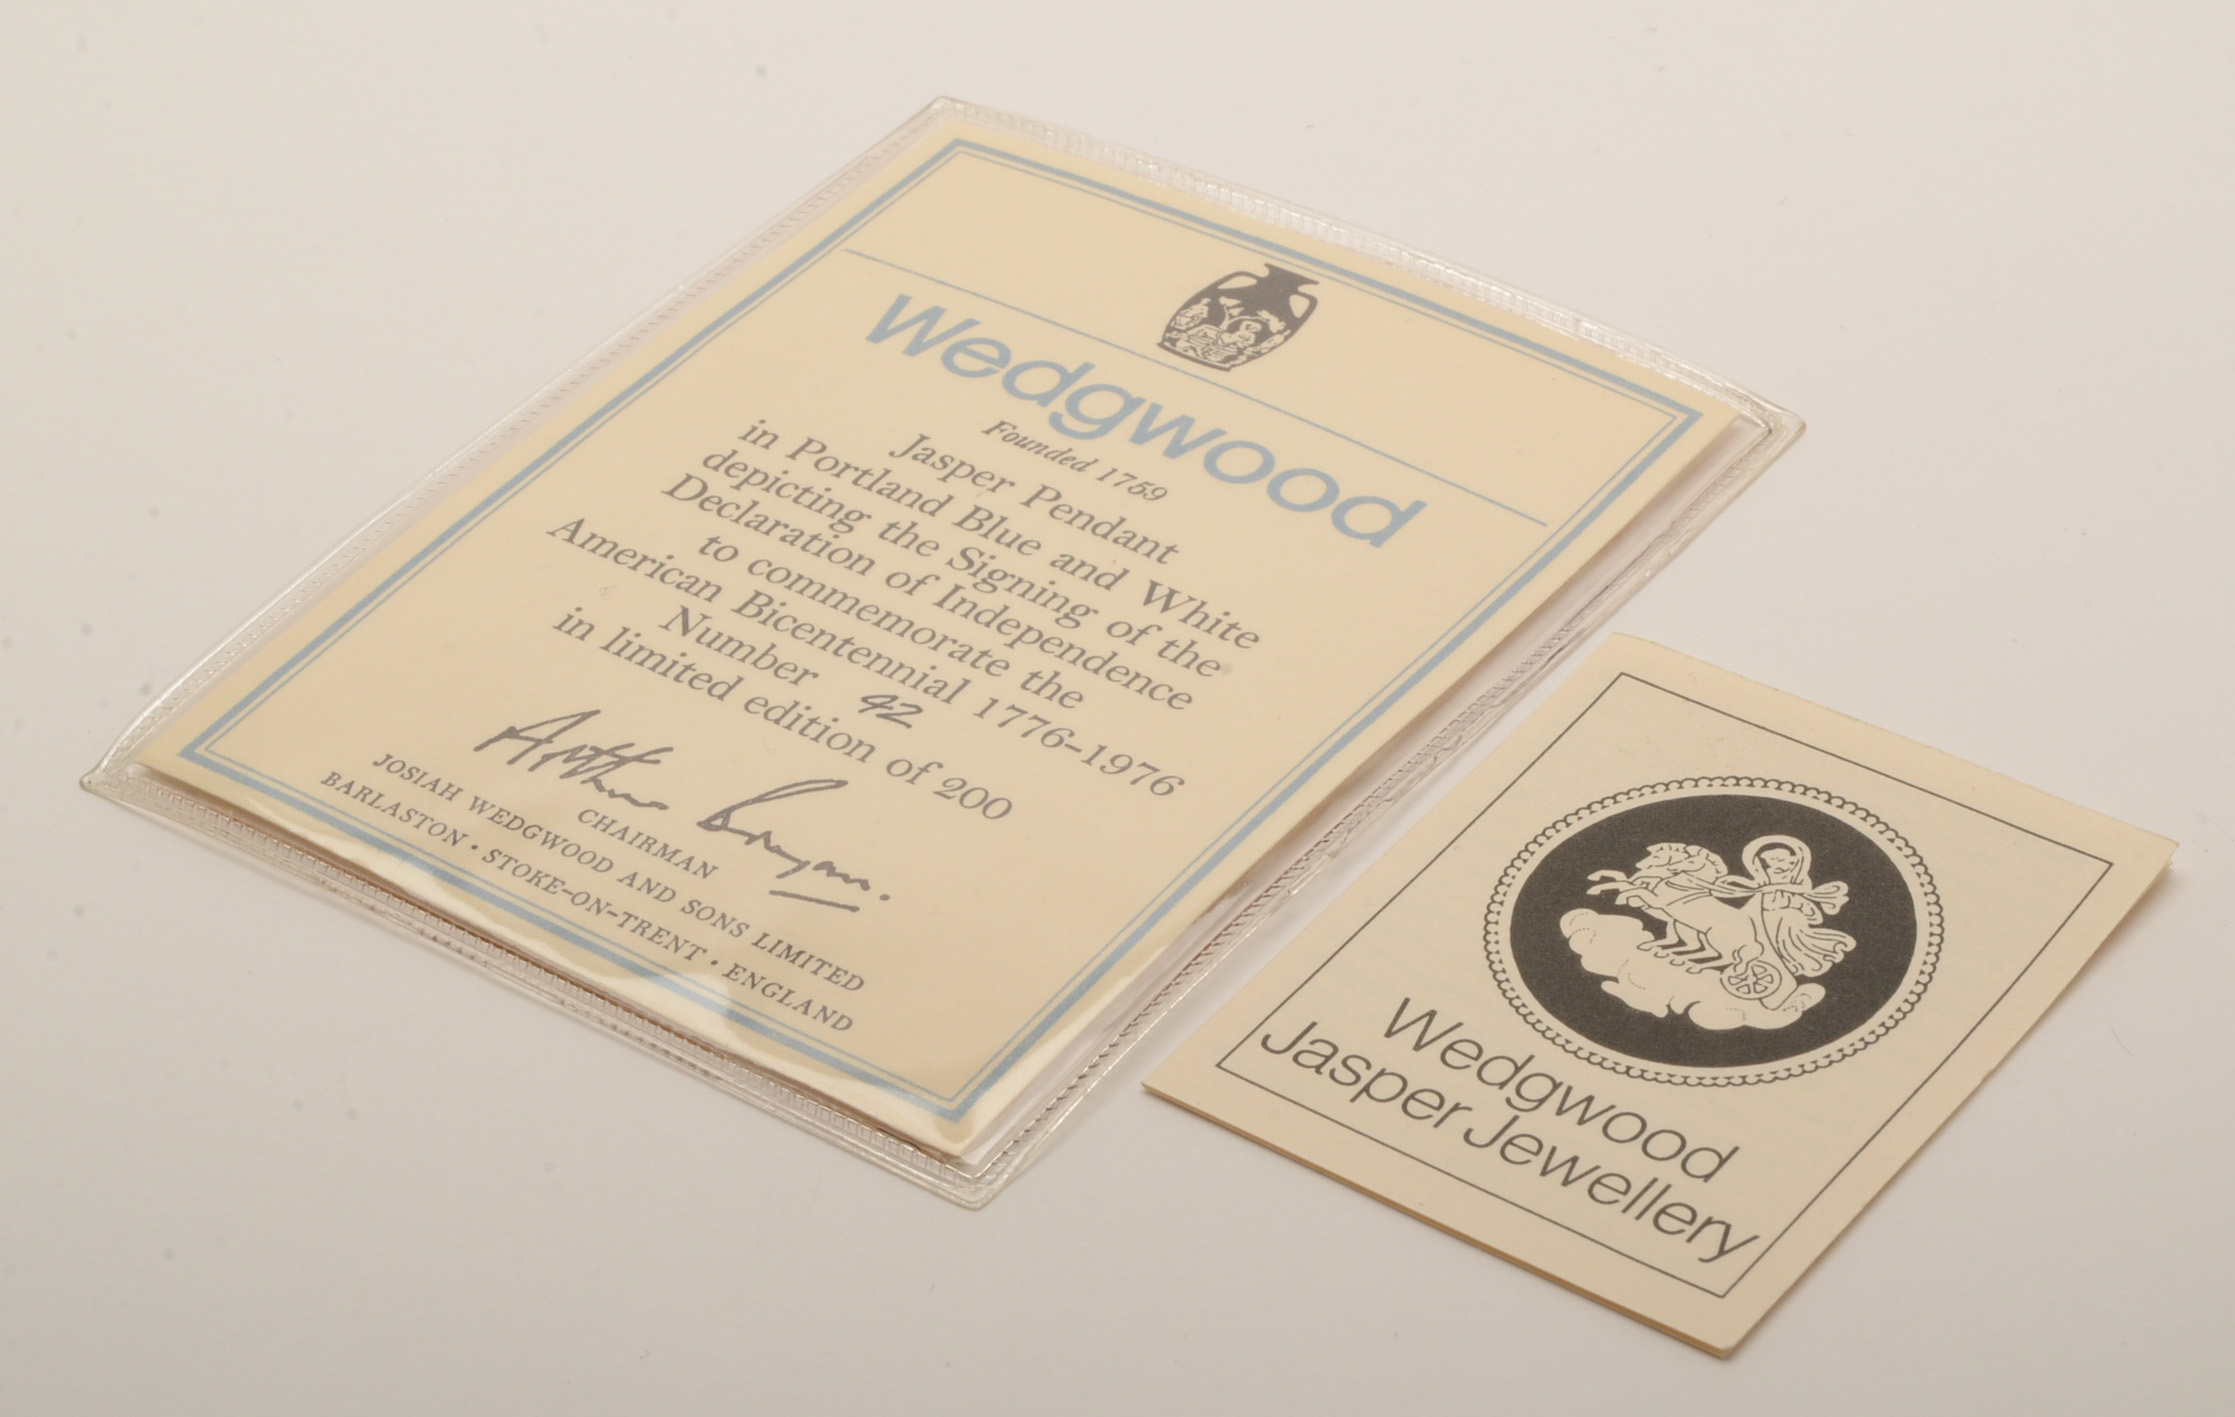 Wedgwood
Founded 1759
Jasper Pendant
in Portland Blue and White
depicting the Signing of the
Declaration of Independence
to commemorate the
American Bicentennial 1776-1976
Number 42
in limited edition of 200
Arthur Bryan.
CHAIRMAN
JOSIAH WEDGWOOD AND SONS LIMITED
BARLASTON · STOKE-ON-TRENT · ENGLAND
Wedgwood
Jasper Jewellery